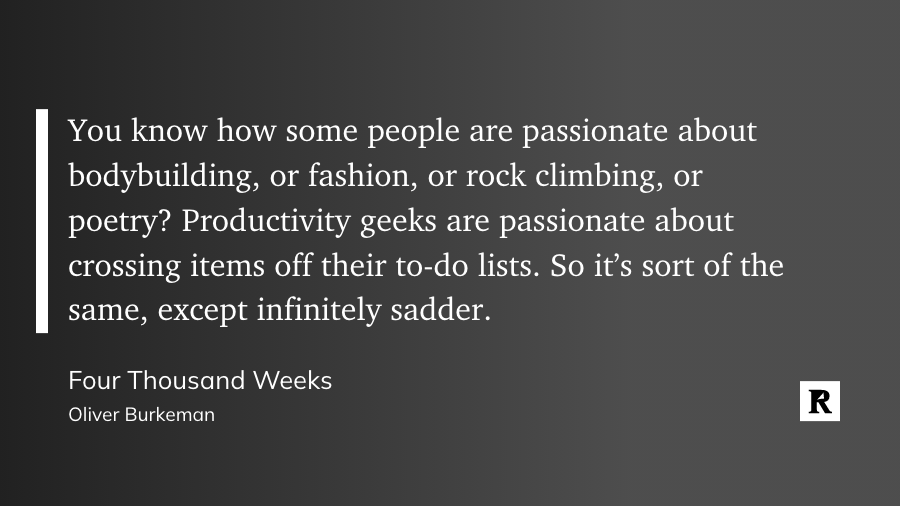 You know how some people are passionate about
bodybuilding, or fashion, or rock climbing, or
poetry? Productivity geeks are passionate about
crossing items off their to-do lists. So it’s sort of the
same, except infinitely sadder.
Four Thousand Weeks
Oliver Burkeman
R